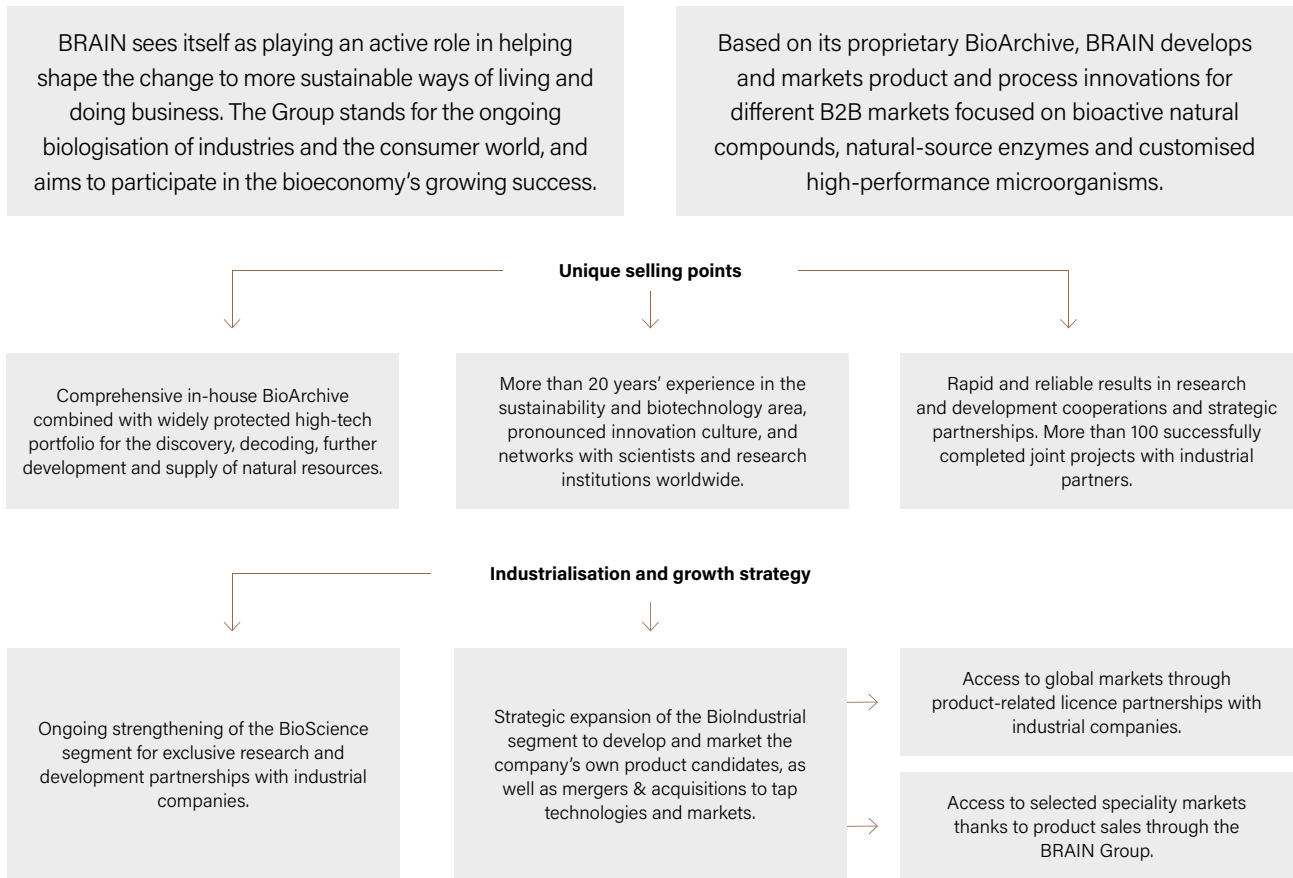 BRAIN sees itself as playing an active role in helping
shape the change to more sustainable ways of living and
doing business. The Group stands for the ongoing
biologisation of industries and the consumer world, and
aims to participate in the bioeconomy’s growing success.
Based on its proprietary BioArchive, BRAIN develops
and markets product and process innovations for
different B2B markets focused on bioactive natural
compounds, natural-source enzymes and customised
high-performance microorganisms.
Unique selling points
Comprehensive in-house BioArchive
combined with widely protected high-tech
portfolio for the discovery, decoding, further
development and supply of natural resources.
More than 20 years’ experience in the
sustainability and biotechnology area,
pronounced innovation culture, and
networks with scientists and research
institutions worldwide.
Rapid and reliable results in research
and development cooperations and strategic
partnerships. More than 100 successfully
completed joint projects with industrial
partners.
Industrialisation and growth strategy
Ongoing strengthening of the BioScience
segment for exclusive research and
development partnerships with industrial
companies.
Strategic expansion of the BioIndustrial
segment to develop and market the
company’s own product candidates, as
well as mergers & acquisitions to tap
technologies and markets.
Access to global markets through
product-related licence partnerships with
industrial companies.
Access to selected speciality markets
thanks to product sales through the
BRAIN Group.